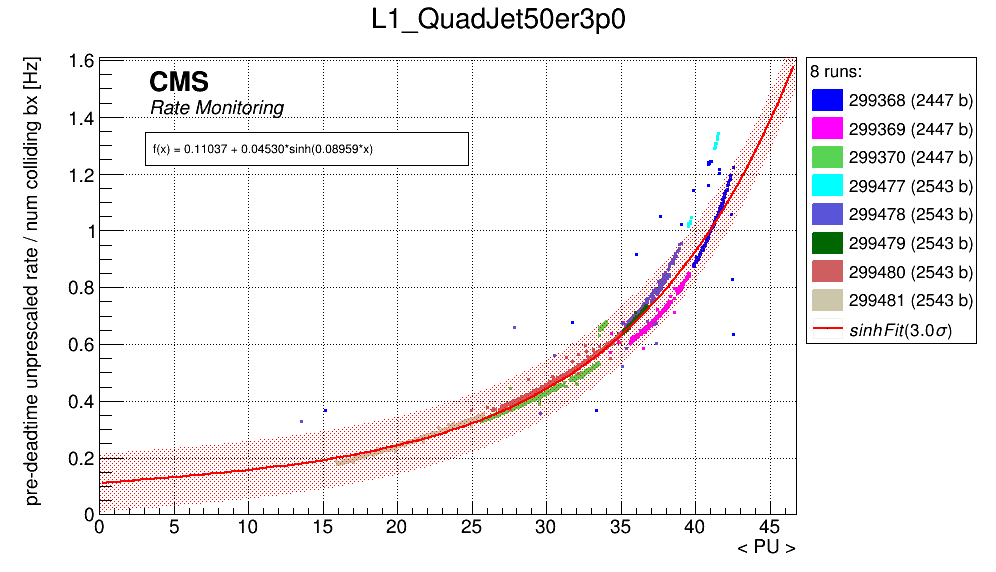 L1_QuadJet50er3p0
pre-deadtime unprescaled rate / num colliding bx [Hz]
1.6
1.4
1.2
1
0.8
0.6
0.4
0.2
0
CMS
Rate Monitoring
f(x) = 0.11037 + 0.04530*sinh(0.08959*x)
0 5 10 15 20 25 30 35 40 45
< PU >
8 runs:
299368 (2447 b)
299369 (2447 b)
299370 (2447 b)
299477 (2543 b)
299478 (2543 b)
299479 (2543 b)
299480 (2543 b)
299481 (2543 b)
sinhFit(3.0σ)